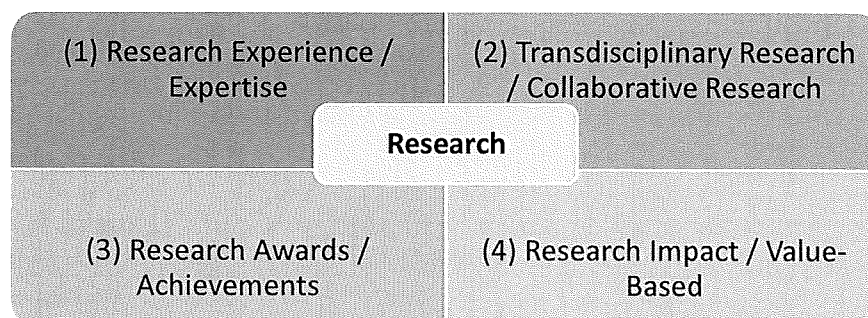 (1) Research Experience /
Expertise
(2) Transdisciplinary Research
/ Collaborative Research
Research
(3) Research Awards /
Achievements
(4) Research Impact / Value-
Based